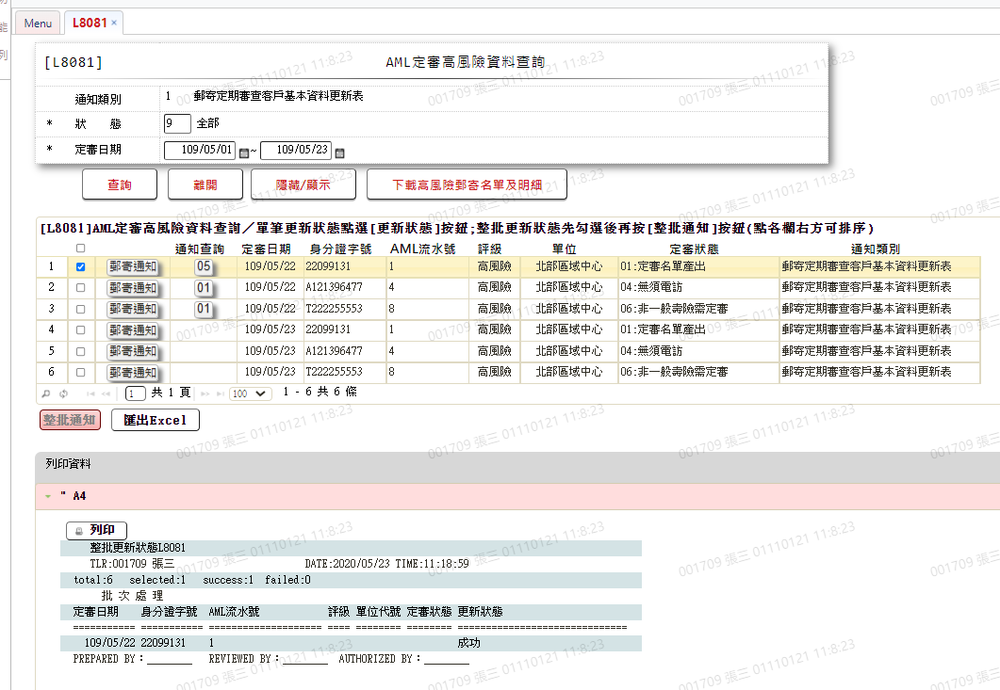 Menu L8081 ×
[L8081] AML定審高風險資料查詢
通知類別 1 郵寄定期審查客戶基本資料更新表
* 狀 態 9 全部
* 定審日期 109/05/01 ~ 109/05/23
查詢 離開 隱藏/顯示 下載高風險郵寄名單及明細
[L8081]AML定審高風險資料查詢／單筆更新狀態點選[更新狀態]按鈕;整批更新狀態先勾選後再按[整批通知]按鈕(點各欄右方可排序)
通知查詢 定審日期 身分證字號 AML流水號 評級 單位 定審狀態 通知類別
1 郵寄通知 05 109/05/22 22099131 1 高風險 北部區域中心 01:定審名單產出 郵寄定期審查客戶基本資料更新表
2 郵寄通知 01 109/05/22 A121396477 4 高風險 北部區域中心 04:無須電訪 郵寄定期審查客戶基本資料更新表
3 郵寄通知 01 109/05/22 T222255553 8 高風險 北部區域中心 06:非一般壽險需定審 郵寄定期審查客戶基本資料更新表
4 郵寄通知 109/05/23 22099131 1 高風險 北部區域中心 01:定審名單產出 郵寄定期審查客戶基本資料更新表
5 郵寄通知 109/05/23 A121396477 4 高風險 北部區域中心 04:無須電訪 郵寄定期審查客戶基本資料更新表
6 郵寄通知 109/05/23 T222255553 8 高風險 北部區域中心 06:非一般壽險需定審 郵寄定期審查客戶基本資料更新表
1 共 1 頁 100 1 - 6 共 6 條
整批通知 匯出Excel
列印資料
" A4
列印
整批更新狀態L8081
TLR:001709 張三 DATE:2020/05/23 TIME:11:18:59
total:6 selected:1 success:1 failed:0
批 次 處 理
定審日期 身分證字號 AML流水號 評級 單位代號 定審狀態 更新狀態
=========== =========== ==================== ==== ======== ======== ==============================
109/05/22 22099131 1 成功
PREPARED BY：________ REVIEWED BY：________ AUTHORIZED BY：________
001709 張三 01110121 11:8:23